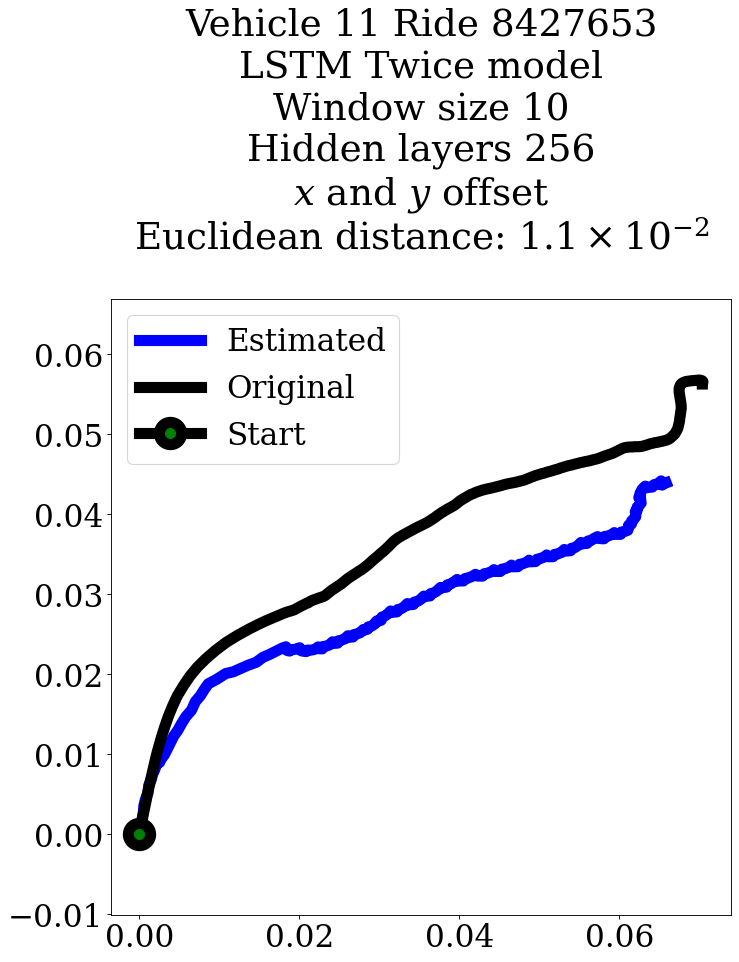 Vehicle 11 Ride 8427653
LSTM Twice model
Window size 10
Hidden layers 256
x and y offset
Euclidean distance: 1.1 × 10⁻²
Estimated
Original
Start
0.06
0.05
0.04
0.03
0.02
0.01
0.00
−0.01
0.00 0.02 0.04 0.06